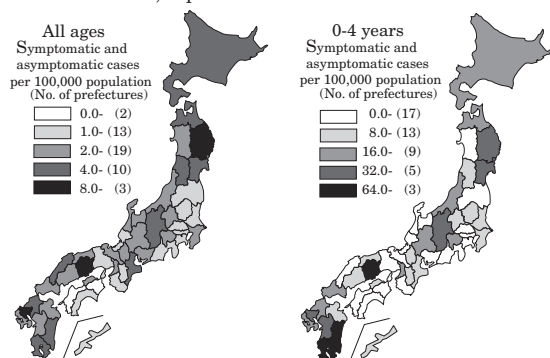 All ages
Symptomatic and
asymptomatic cases
per 100,000 population
(No. of prefectures)
0.0- (2)
1.0- (13)
2.0- (19)
4.0- (10)
8.0- (3)
0-4 years
Symptomatic and
asymptomatic cases
per 100,000 population
(No. of prefectures)
0.0- (17)
8.0- (13)
16.0- (9)
32.0- (5)
64.0- (3)